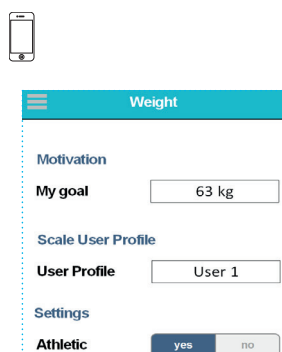 Weight
Motivation
My goal 63 kg
Scale User Profile
User Profile User 1
Settings
Athletic yes no